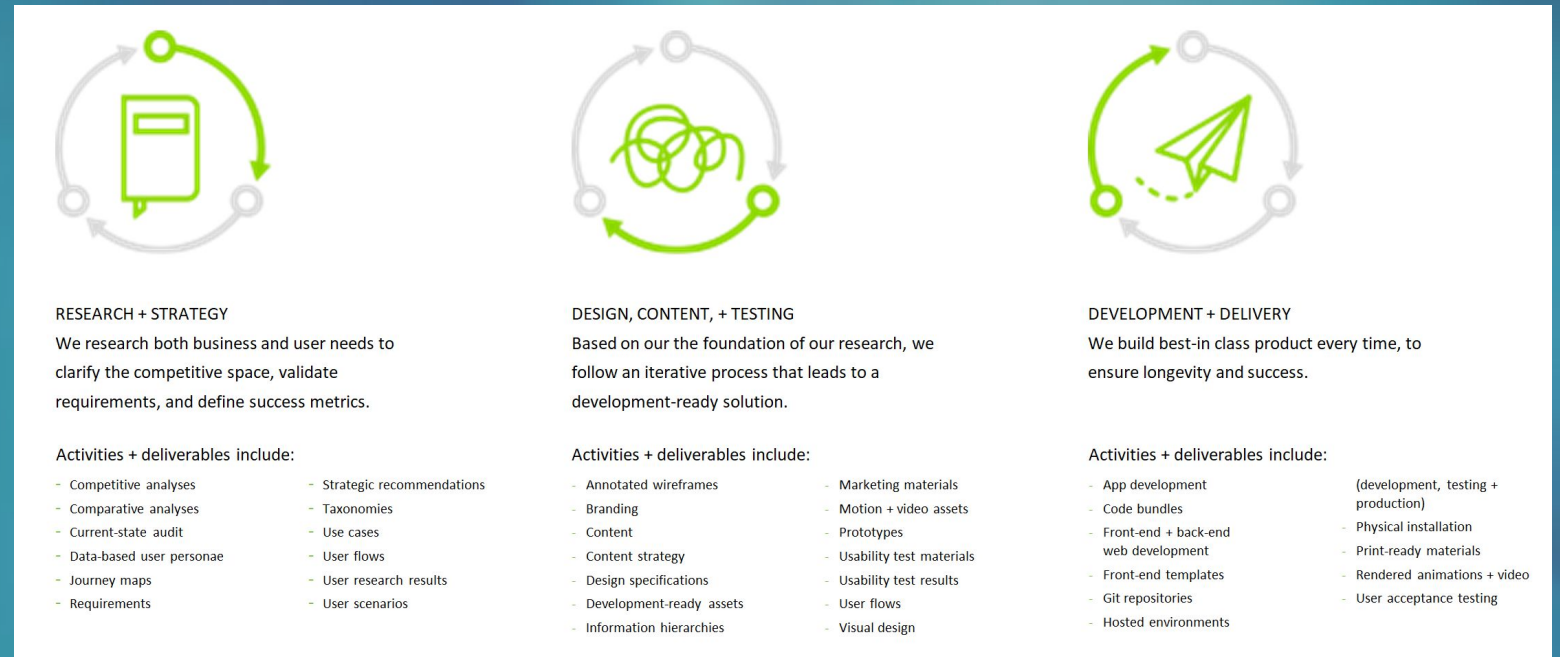 RESEARCH + STRATEGY
We research both business and user needs to
clarify the competitive space, validate
requirements, and define success metrics.
Activities + deliverables include:
- Competitive analyses
- Comparative analyses
- Current-state audit
- Data-based user personae
- Journey maps
- Requirements
- Strategic recommendations
- Taxonomies
- Use cases
- User flows
- User research results
- User scenarios
DESIGN, CONTENT, + TESTING
Based on our the foundation of our research, we
follow an iterative process that leads to a
development-ready solution.
Activities + deliverables include:
- Annotated wireframes
- Branding
- Content
- Content strategy
- Design specifications
- Development-ready assets
- Information hierarchies
- Marketing materials
- Motion + video assets
- Prototypes
- Usability test materials
- Usability test results
- User flows
- Visual design
DEVELOPMENT + DELIVERY
We build best-in class product every time, to
ensure longevity and success.
Activities + deliverables include:
- App development
- Code bundles
- Front-end + back-end
web development
- Front-end templates
- Git repositories
- Hosted environments
(development, testing +
production)
- Physical installation
- Print-ready materials
- Rendered animations + video
- User acceptance testing